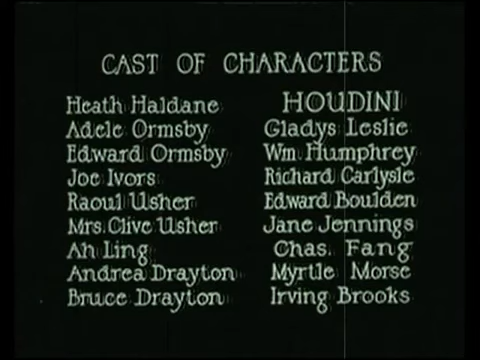 CAST OF CHARACTERS
Heath Haldane HOUDINI
Adele Ormsby Gladys Leslie
Edward Ormsby Wm. Humphrey
Joe Ivors Richard Carlysle
Raoul Usher Edward Boulden
Mrs. Clive Usher Jane Jennings
Ah Ling Chas. Fang
Andrea Drayton Myrtle Morse
Bruce Drayton Irving Brooks